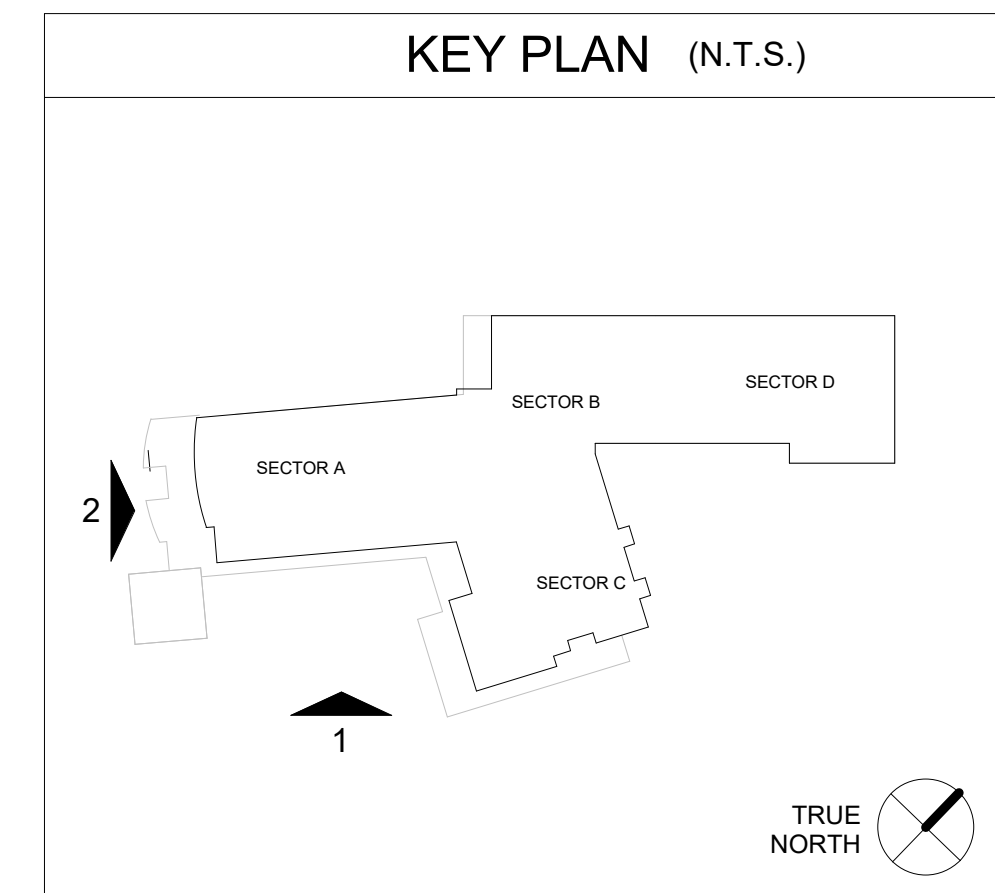 KEY PLAN (N.T.S.)
SECTOR D
SECTOR B
SECTOR A
2
SECTOR C
1
TRUE
NORTH